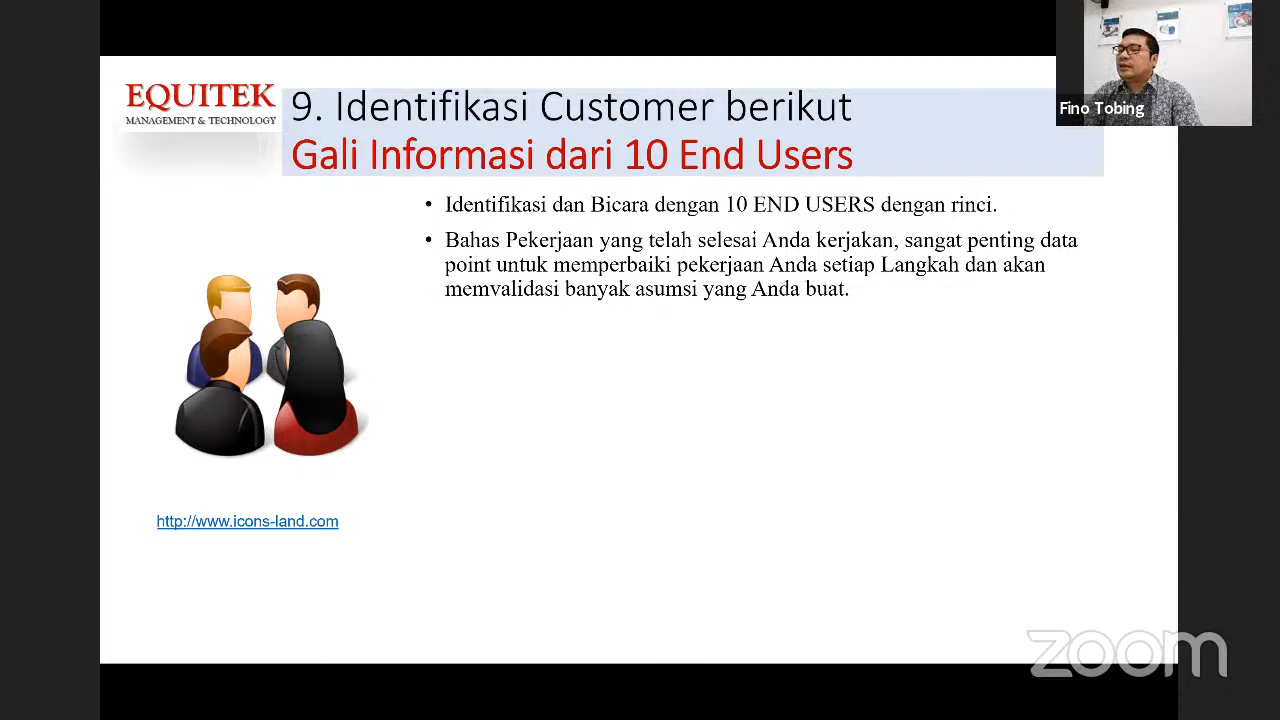 EQUITEK
MANAGEMENT & TECHNOLOGY
9. Identifikasi Customer berikut
Gali Informasi dari 10 End Users
Fino Tobing
• Identifikasi dan Bicara dengan 10 END USERS dengan rinci.
• Bahas Pekerjaan yang telah selesai Anda kerjakan, sangat penting data
point untuk memperbaiki pekerjaan Anda setiap Langkah dan akan
memvalidasi banyak asumsi yang Anda buat.
http://www.icons-land.com
zoom